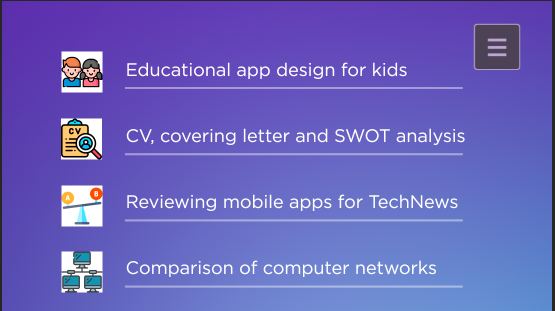 Educational app design for kids
CV, covering letter and SWOT analysis
CV
Reviewing mobile apps for TechNews
A
B
Comparison of computer networks